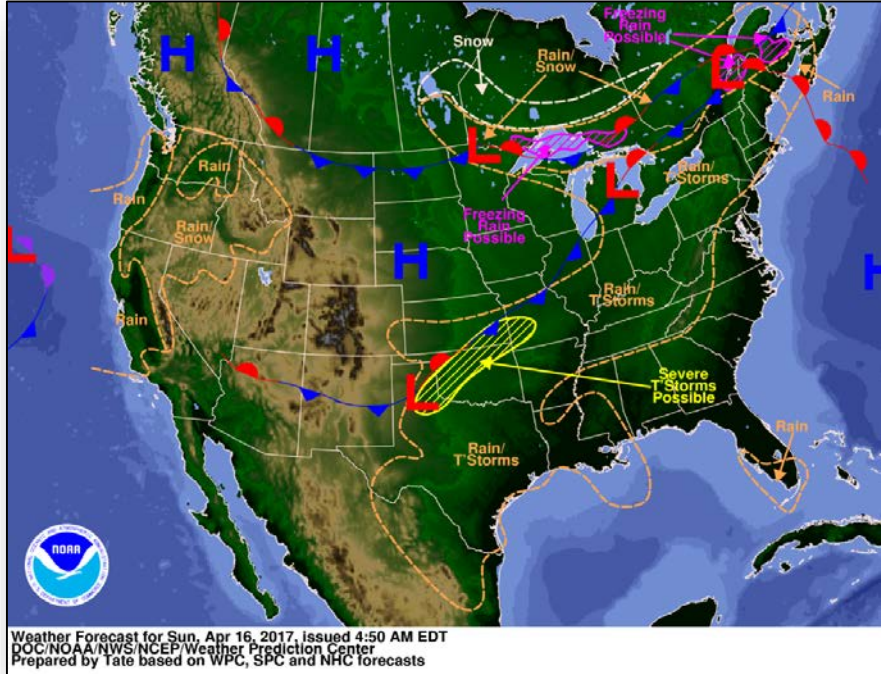 Freezing
Rain
Possible
Snow
Rain/
Snow
Rain
H
H
L
L
L
Rain/
T'Storms
Rain
Rain
Rain/
Snow
Freezing
Rain
Possible
L
H
H
Rain/
T'Storms
Rain
L
Severe
T'Storms
Possible
Rain/
T'Storms
Rain
NOAA
Weather Forecast for Sun, Apr 16, 2017, issued 4:50 AM EDT
DOC/NOAA/NWS/NCEP/Weather Prediction Center
Prepared by Tate based on WPC, SPC and NHC forecasts